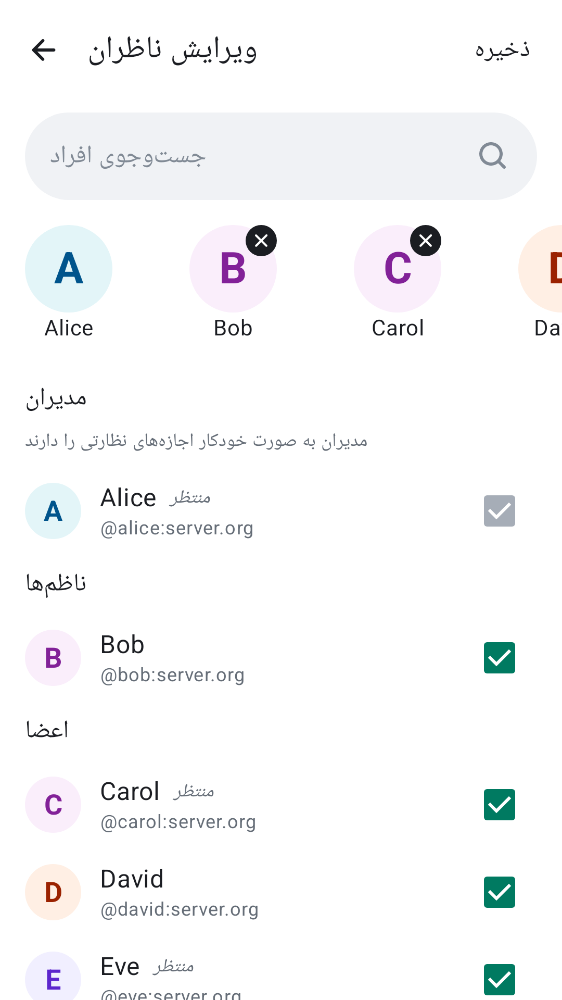 ویرایش ناظران
ذخیره
جست‌وجوی افراد
A
B
C
D
Alice
Bob
Carol
Da
مدیران
مدیران به صورت خودکار اجازه‌های نظارتی را دارند
A
Alice منتظر
@alice:server.org
ناظم‌ها
B
Bob
@bob:server.org
اعضا
C
Carol منتظر
@carol:server.org
D
David
@david:server.org
E
Eve منتظر
@eve:server.org